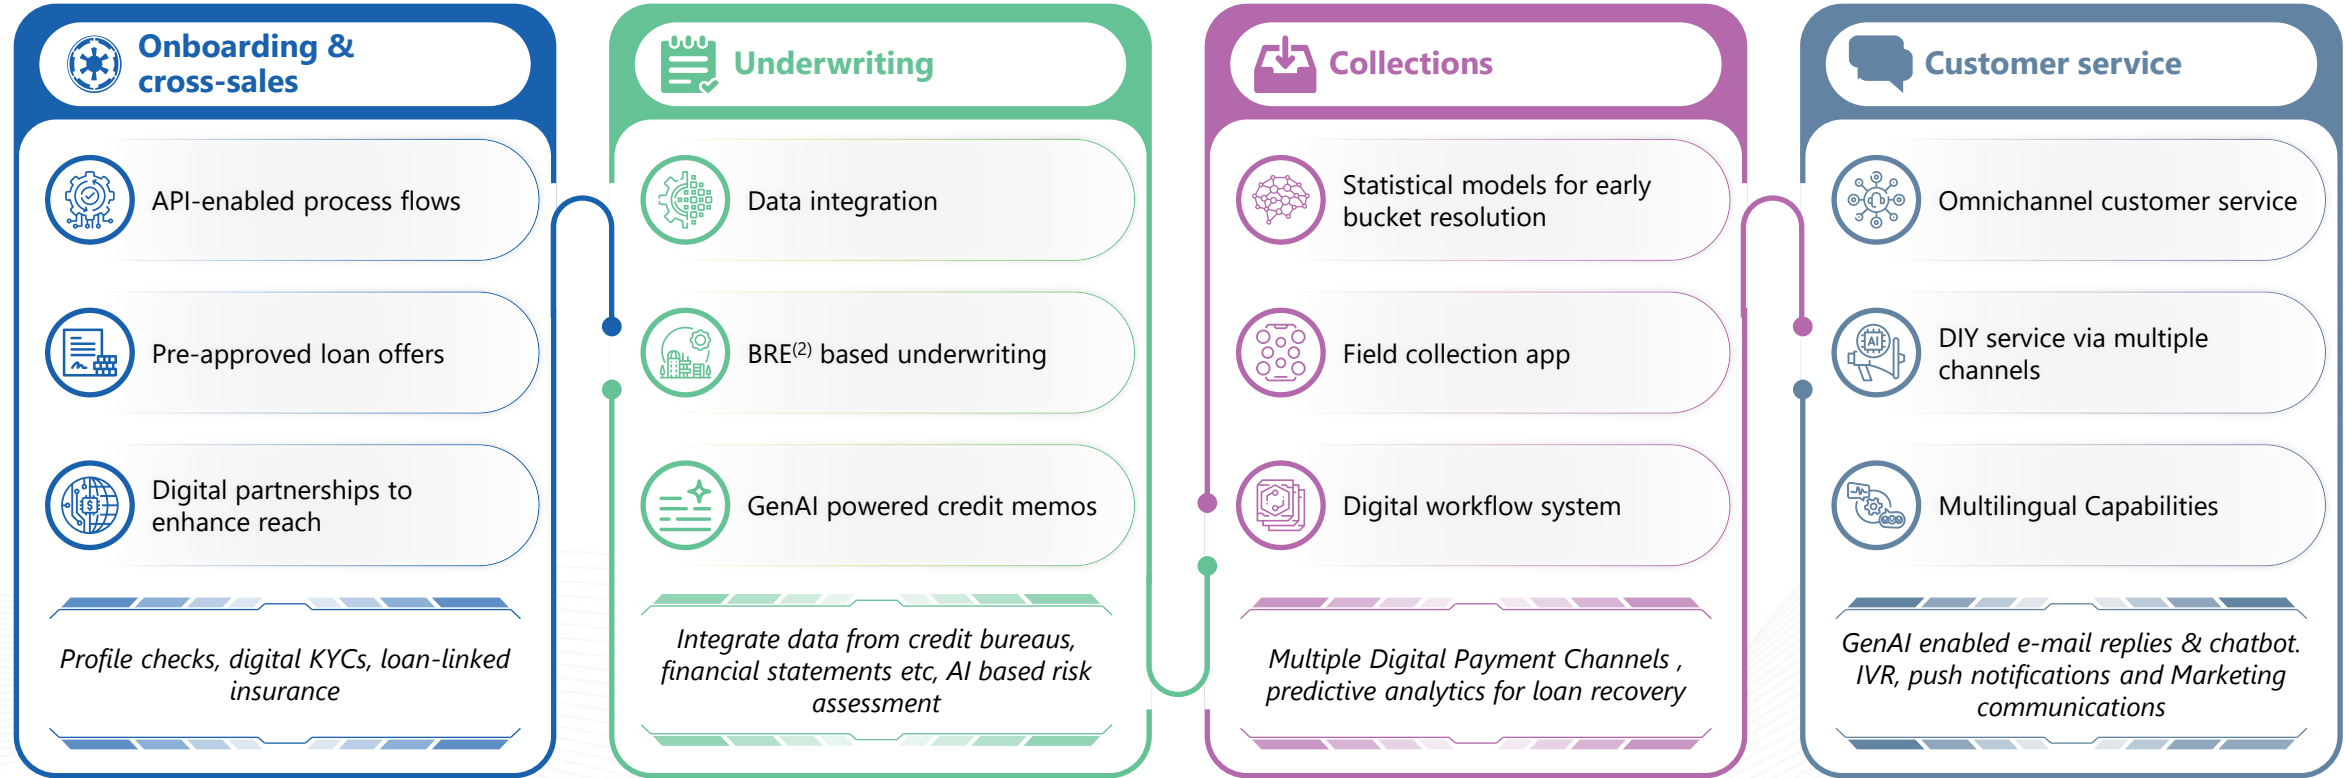 Onboarding &
cross-sales
API-enabled process flows
Pre-approved loan offers
Digital partnerships to
enhance reach
Profile checks, digital KYCs, loan-linked
insurance
Underwriting
Data integration
BRE(2) based underwriting
GenAI powered credit memos
Integrate data from credit bureaus,
financial statements etc, AI based risk
assessment
Collections
Statistical models for early
bucket resolution
Field collection app
Digital workflow system
Multiple Digital Payment Channels ,
predictive analytics for loan recovery
Customer service
Omnichannel customer service
AI
DIY service via multiple
channels
Multilingual Capabilities
GenAI enabled e-mail replies & chatbot.
IVR, push notifications and Marketing
communications